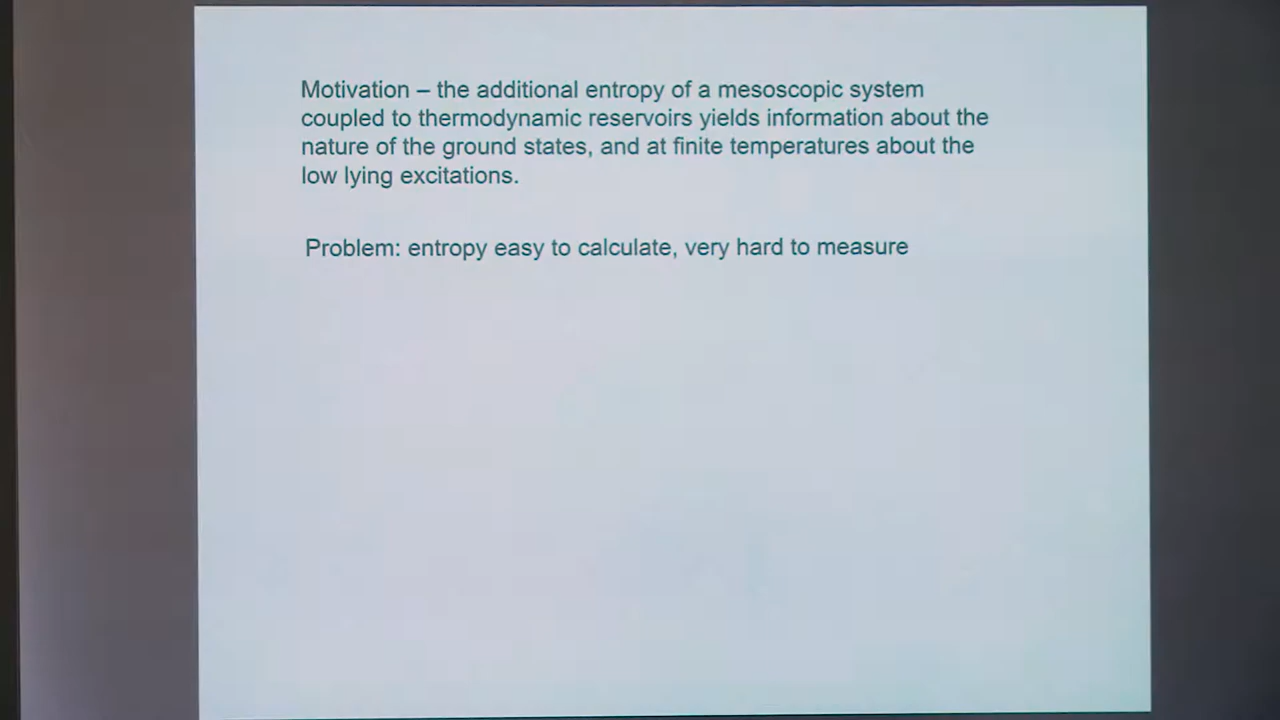 Motivation – the additional entropy of a mesoscopic system
coupled to thermodynamic reservoirs yields information about the
nature of the ground states, and at finite temperatures about the
low lying excitations.
Problem: entropy easy to calculate, very hard to measure